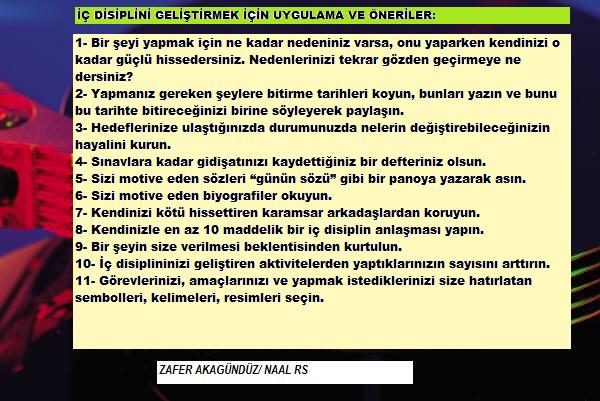 İÇ DİSİPLİNİ GELİŞTİRMEK İÇİN UYGULAMA VE ÖNERİLER:
1- Bir şeyi yapmak için ne kadar nedeniniz varsa, onu yaparken kendinizi o
kadar güçlü hissedersiniz. Nedenlerinizi tekrar gözden geçirmeye ne
dersiniz?
2- Yapmanız gereken şeylere bitirme tarihleri koyun, bunları yazın ve bunu
bu tarihte bitireceğinizi birine söyleyerek paylaşın.
3- Hedeflerinize ulaştığınızda durumunuzda nelerin değiştirebileceğinizin
hayalini kurun.
4- Sınavlara kadar gidişatınızı kaydettiğiniz bir defteriniz olsun.
5- Sizi motive eden sözleri “günün sözü” gibi bir panoya yazarak asın.
6- Sizi motive eden biyografiler okuyun.
7- Kendinizi kötü hissettiren karamsar arkadaşlardan koruyun.
8- Kendinizle en az 10 maddelik bir iç disiplin anlaşması yapın.
9- Bir şeyin size verilmesi beklentisinden kurtulun.
10- İç disiplininizi geliştiren aktivitelerden yaptıklarınızın sayısını arttırın.
11- Görevlerinizi, amaçlarınızı ve yapmak istediklerinizi size hatırlatan
sembolleri, kelimeleri, resimleri seçin.
ZAFER AKAGÜNDÜZ/ NAAL RS